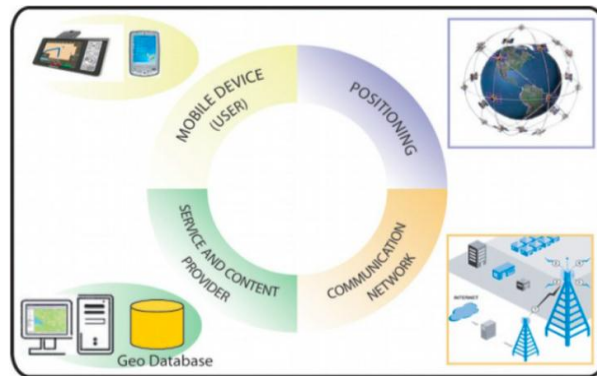 MOBILE DEVICE
(USER)
POSITIONING
SERVICE AND CONTENT
PROVIDER
COMMUNICATION
NETWORK
INTERNET
Geo Database